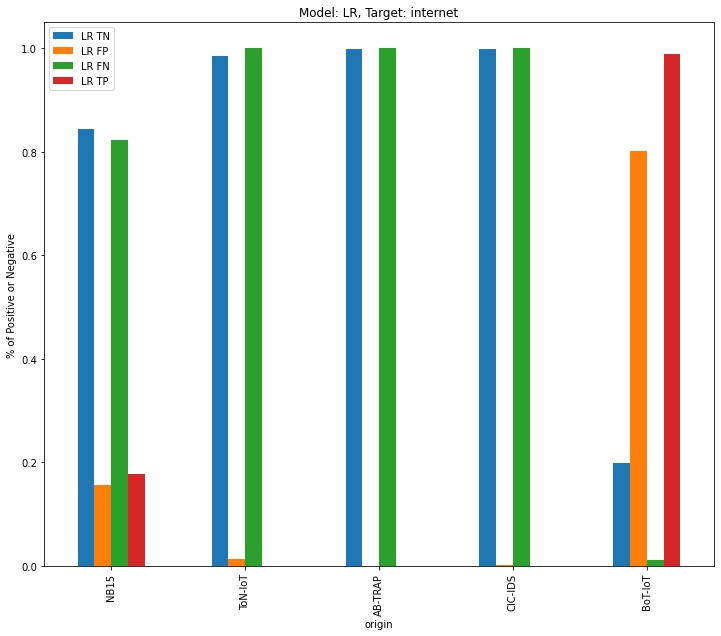 Model: LR, Target: internet
LR TN
LR FP
LR FN
LR TP
% of Positive or Negative
1.0
0.8
0.6
0.4
0.2
0.0
NB15
ToN-IoT
AB-TRAP
CIC-IDS
BoT-IoT
origin